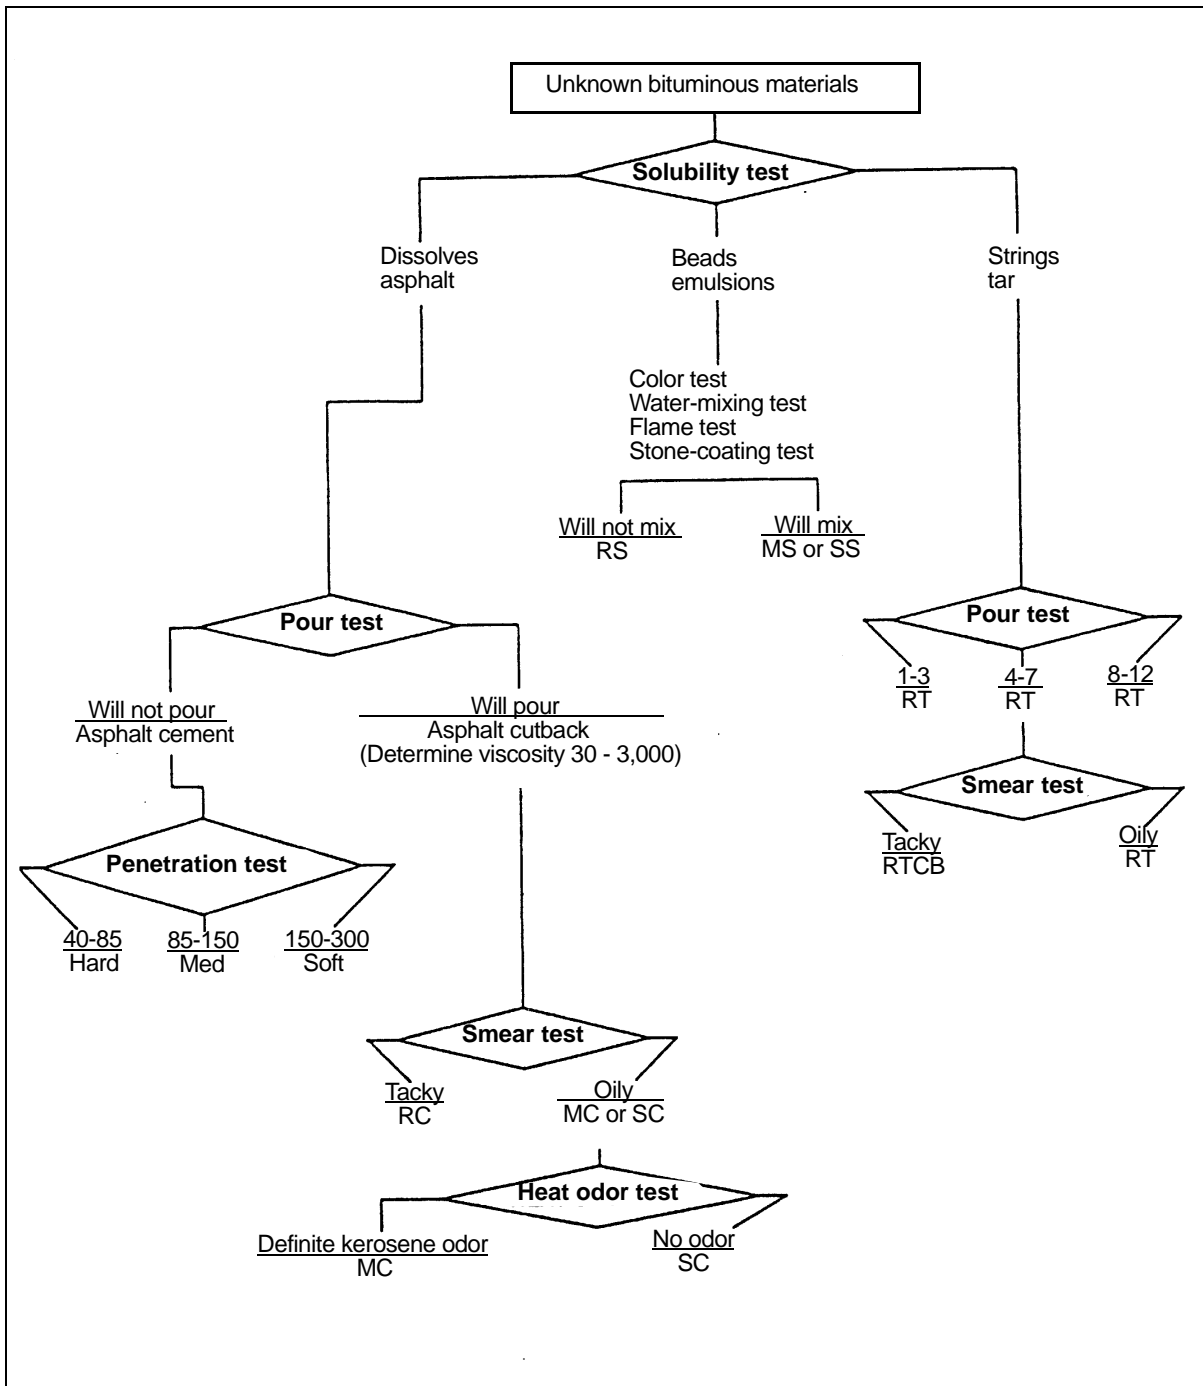 Unknown bituminous materials
Solubility test
Dissolves
asphalt
Beads
emulsions
Strings
tar
Color test
Water-mixing test
Flame test
Stone-coating test
Will not mix
RS
Will mix
MS or SS
Pour test
Will not pour
Asphalt cement
Will pour
Asphalt cutback
(Determine viscosity 30 - 3,000)
Pour test
1-3
RT
4-7
RT
8-12
RT
Smear test
Tacky
RTCB
Oily
RT
Penetration test
40-85
Hard
85-150
Med
150-300
Soft
Smear test
Tacky
RC
Oily
MC or SC
Heat odor test
Definite kerosene odor
MC
No odor
SC